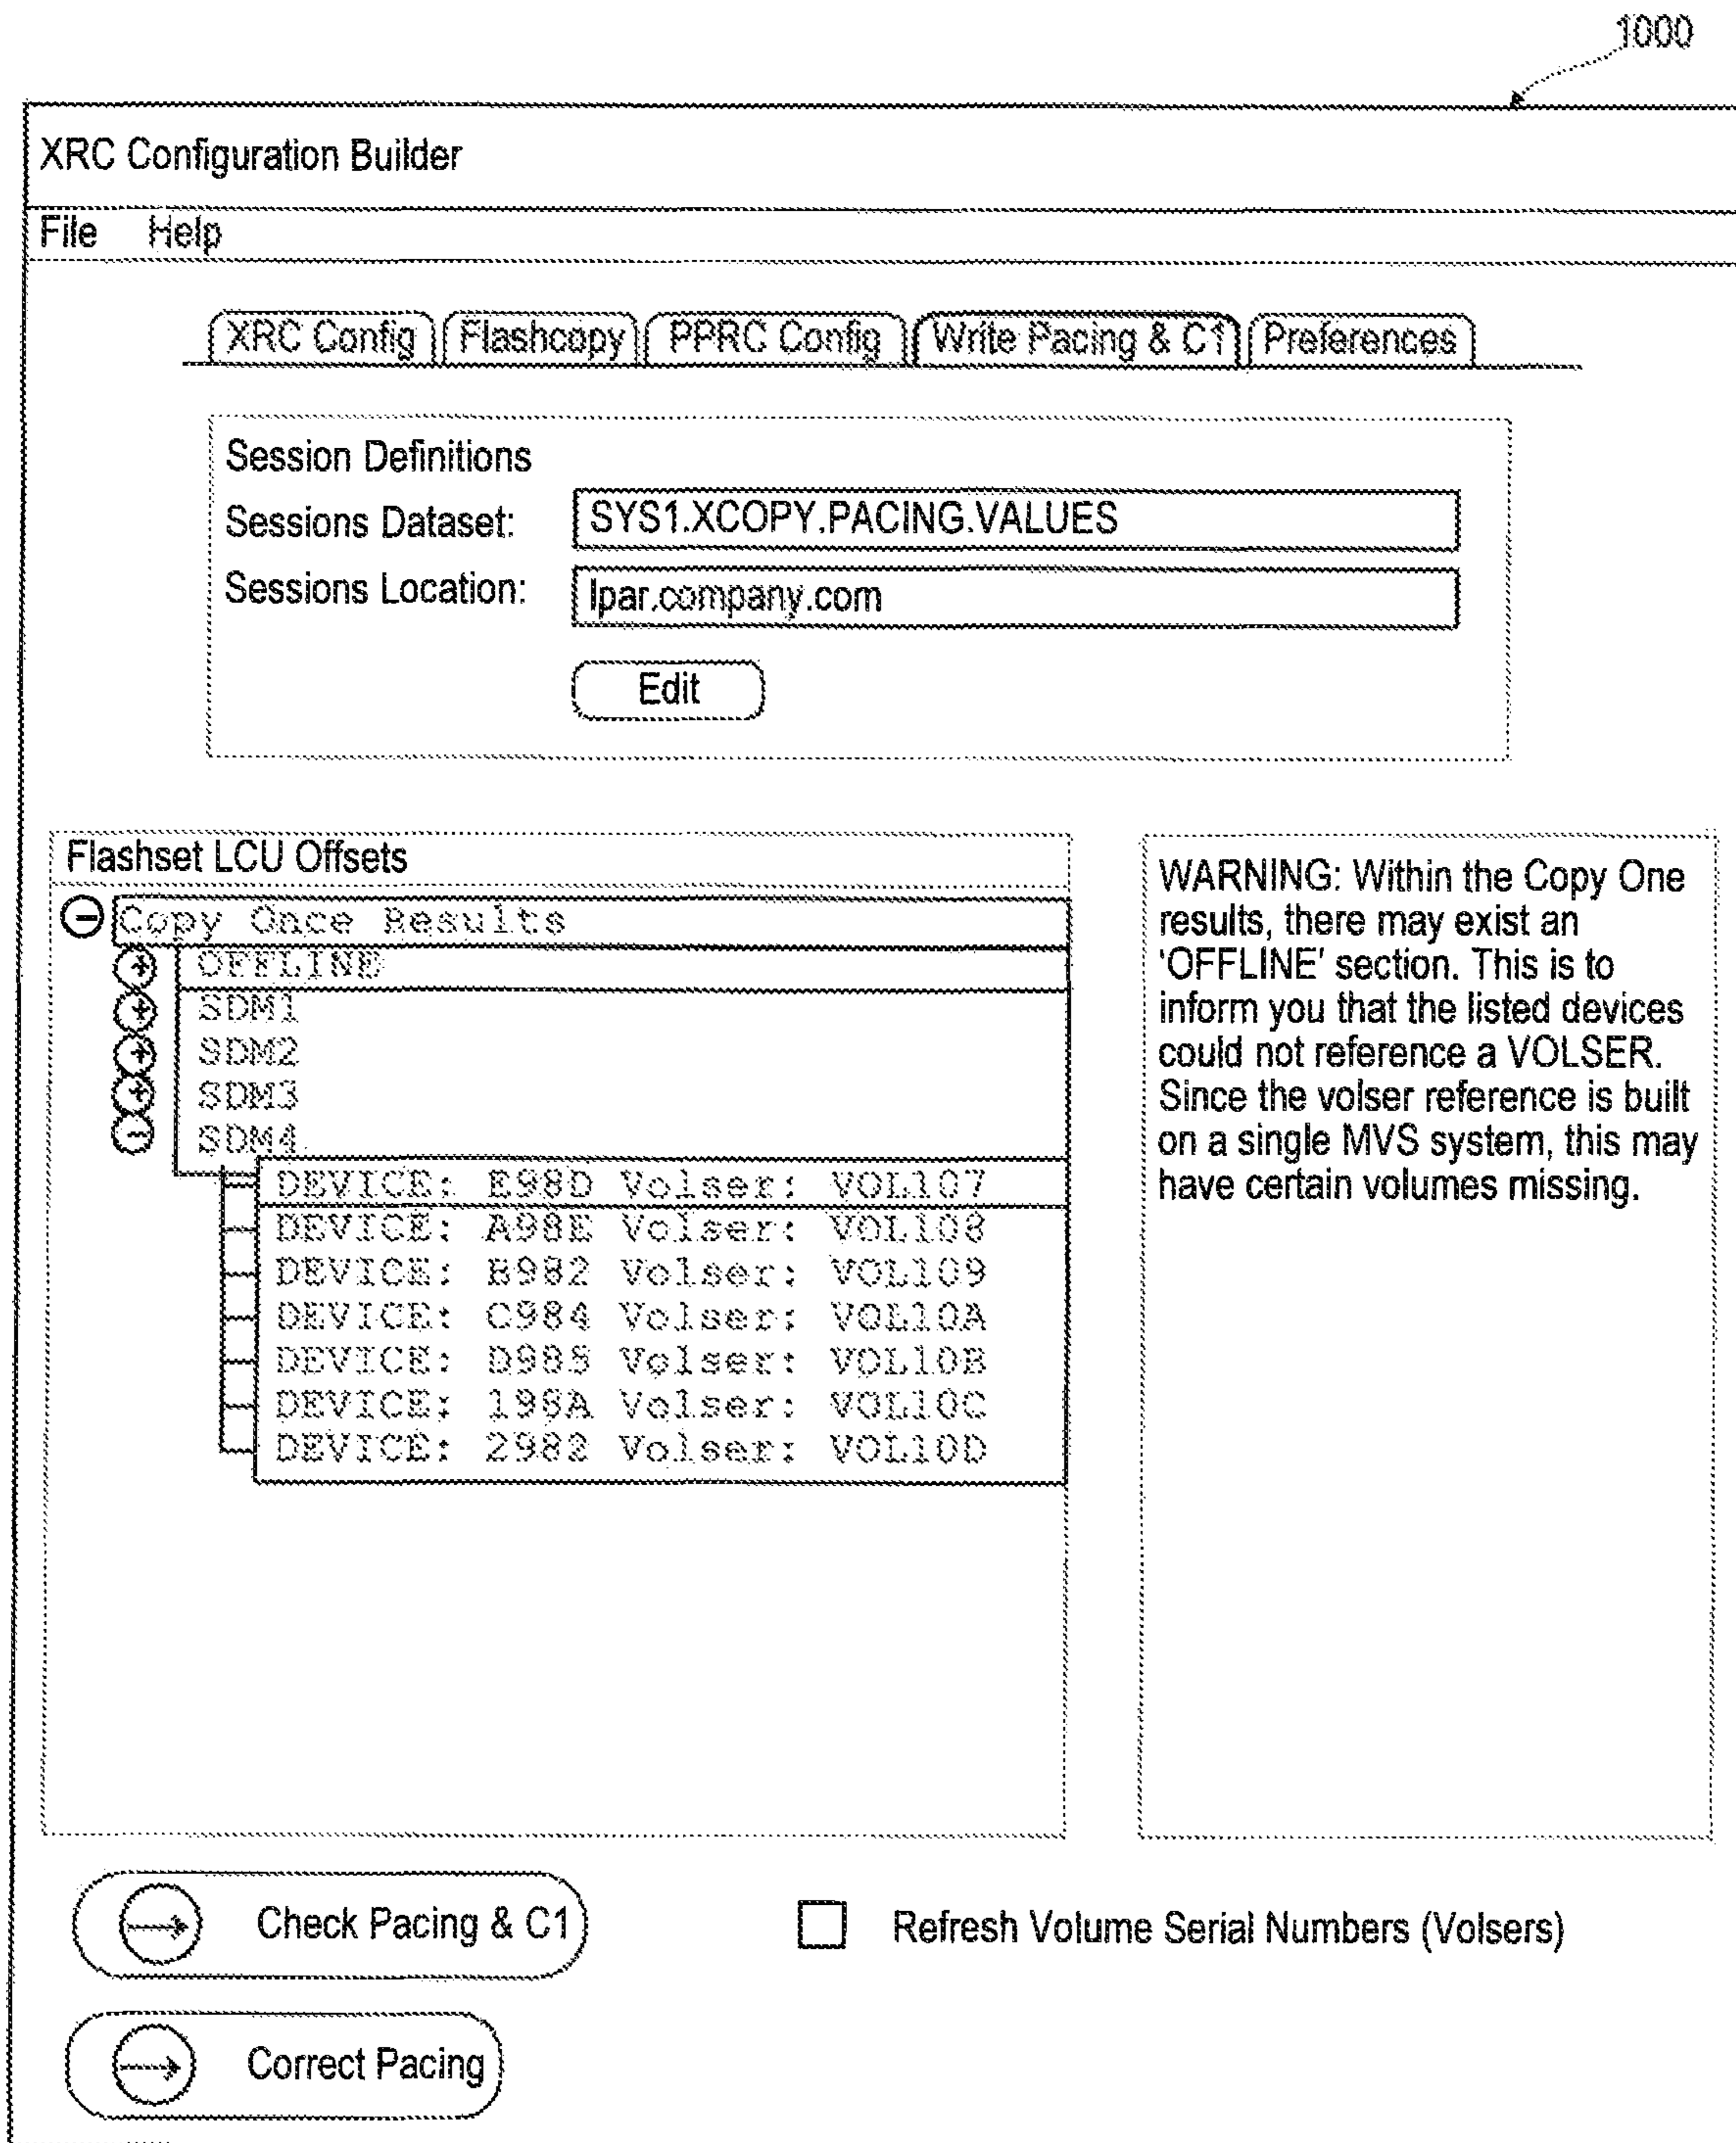 1000
XRC Configuration Builder
File Help
XRC Config Flashcopy PPRC Config Write Pacing & C1 Preferences
Session Definitions
Sessions Dataset: SYS1.XCOPY.PACING.VALUES
Sessions Location: lpar.company.com
Edit
Flashset LCU Offsets
Copy Once Results
OFFLINE
SDM1
SDM2
SDM3
SDM4
DEVICE: E98D Volser: VOL107
DEVICE: A98E Volser: VOL108
DEVICE: B982 Volser: VOL109
DEVICE: C984 Volser: VOL10A
DEVICE: D985 Volser: VOL10B
DEVICE: 198A Volser: VOL10C
DEVICE: 2982 Volser: VOL10D
WARNING: Within the Copy One
results, there may exist an
'OFFLINE' section. This is to
inform you that the listed devices
could not reference a VOLSER.
Since the volser reference is built
on a single MVS system, this may
have certain volumes missing.
Check Pacing & C1
Refresh Volume Serial Numbers (Volsers)
Correct Pacing